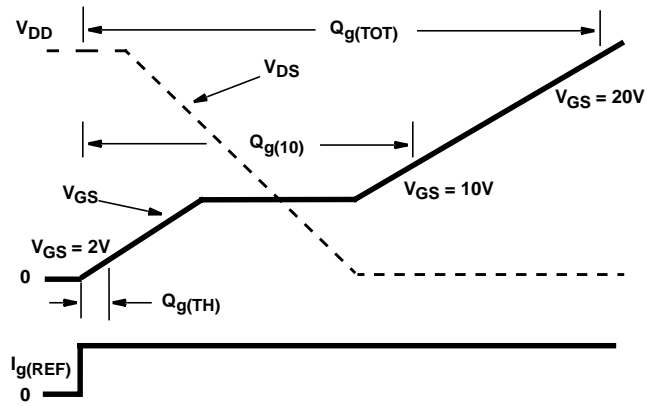 V_DD
Q_g(TOT)
V_DS
V_GS = 20V
Q_g(10)
V_GS
V_GS = 10V
V_GS = 2V
0
Q_g(TH)
I_g(REF)
0